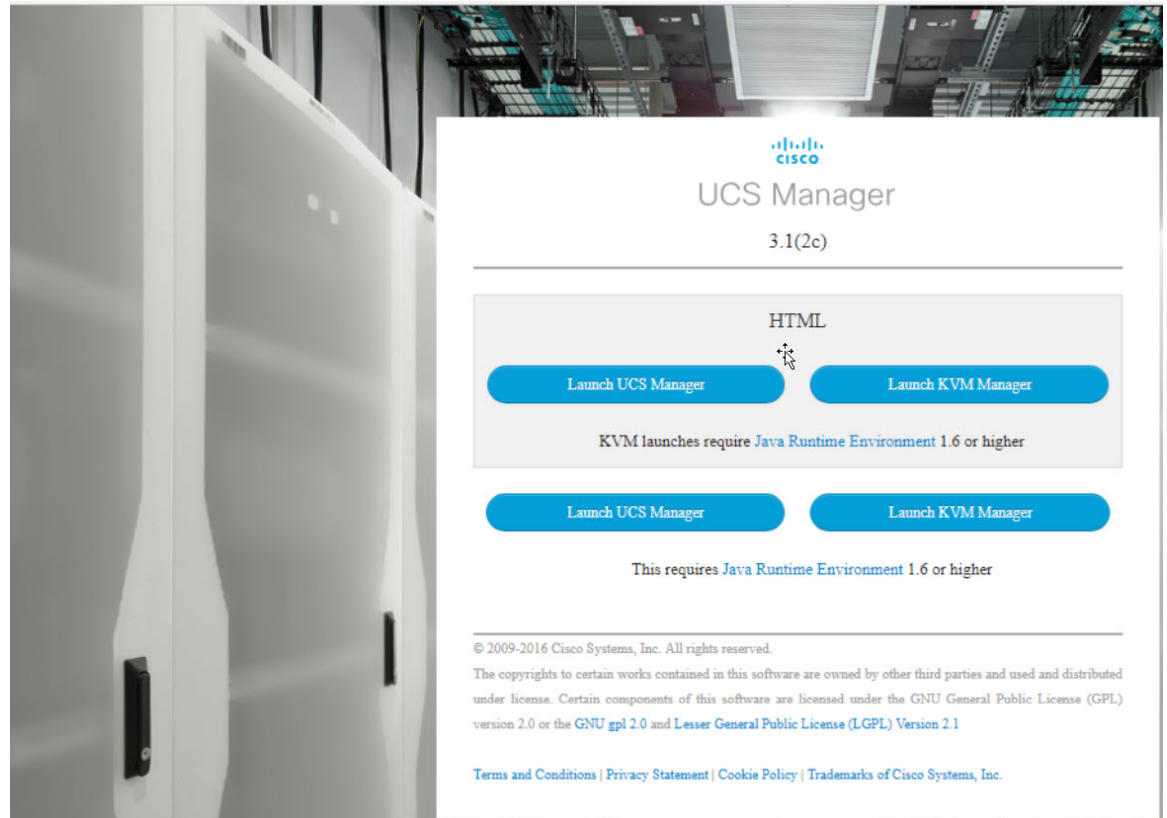 CISCO
UCS Manager
3.1(2c)
HTML
Launch UCS Manager
Launch KVM Manager
KVM launches require Java Runtime Environment 1.6 or higher
Launch UCS Manager
Launch KVM Manager
This requires Java Runtime Environment 1.6 or higher
© 2009-2016 Cisco Systems, Inc. All rights reserved.
The copyrights to certain works contained in this software are owned by other third parties and used and distributed
under license. Certain components of this software are licensed under the GNU General Public License (GPL)
version 2.0 or the GNU gpl 2.0 and Lesser General Public License (LGPL) Version 2.1
Terms and Conditions | Privacy Statement | Cookie Policy | Trademarks of Cisco Systems, Inc.